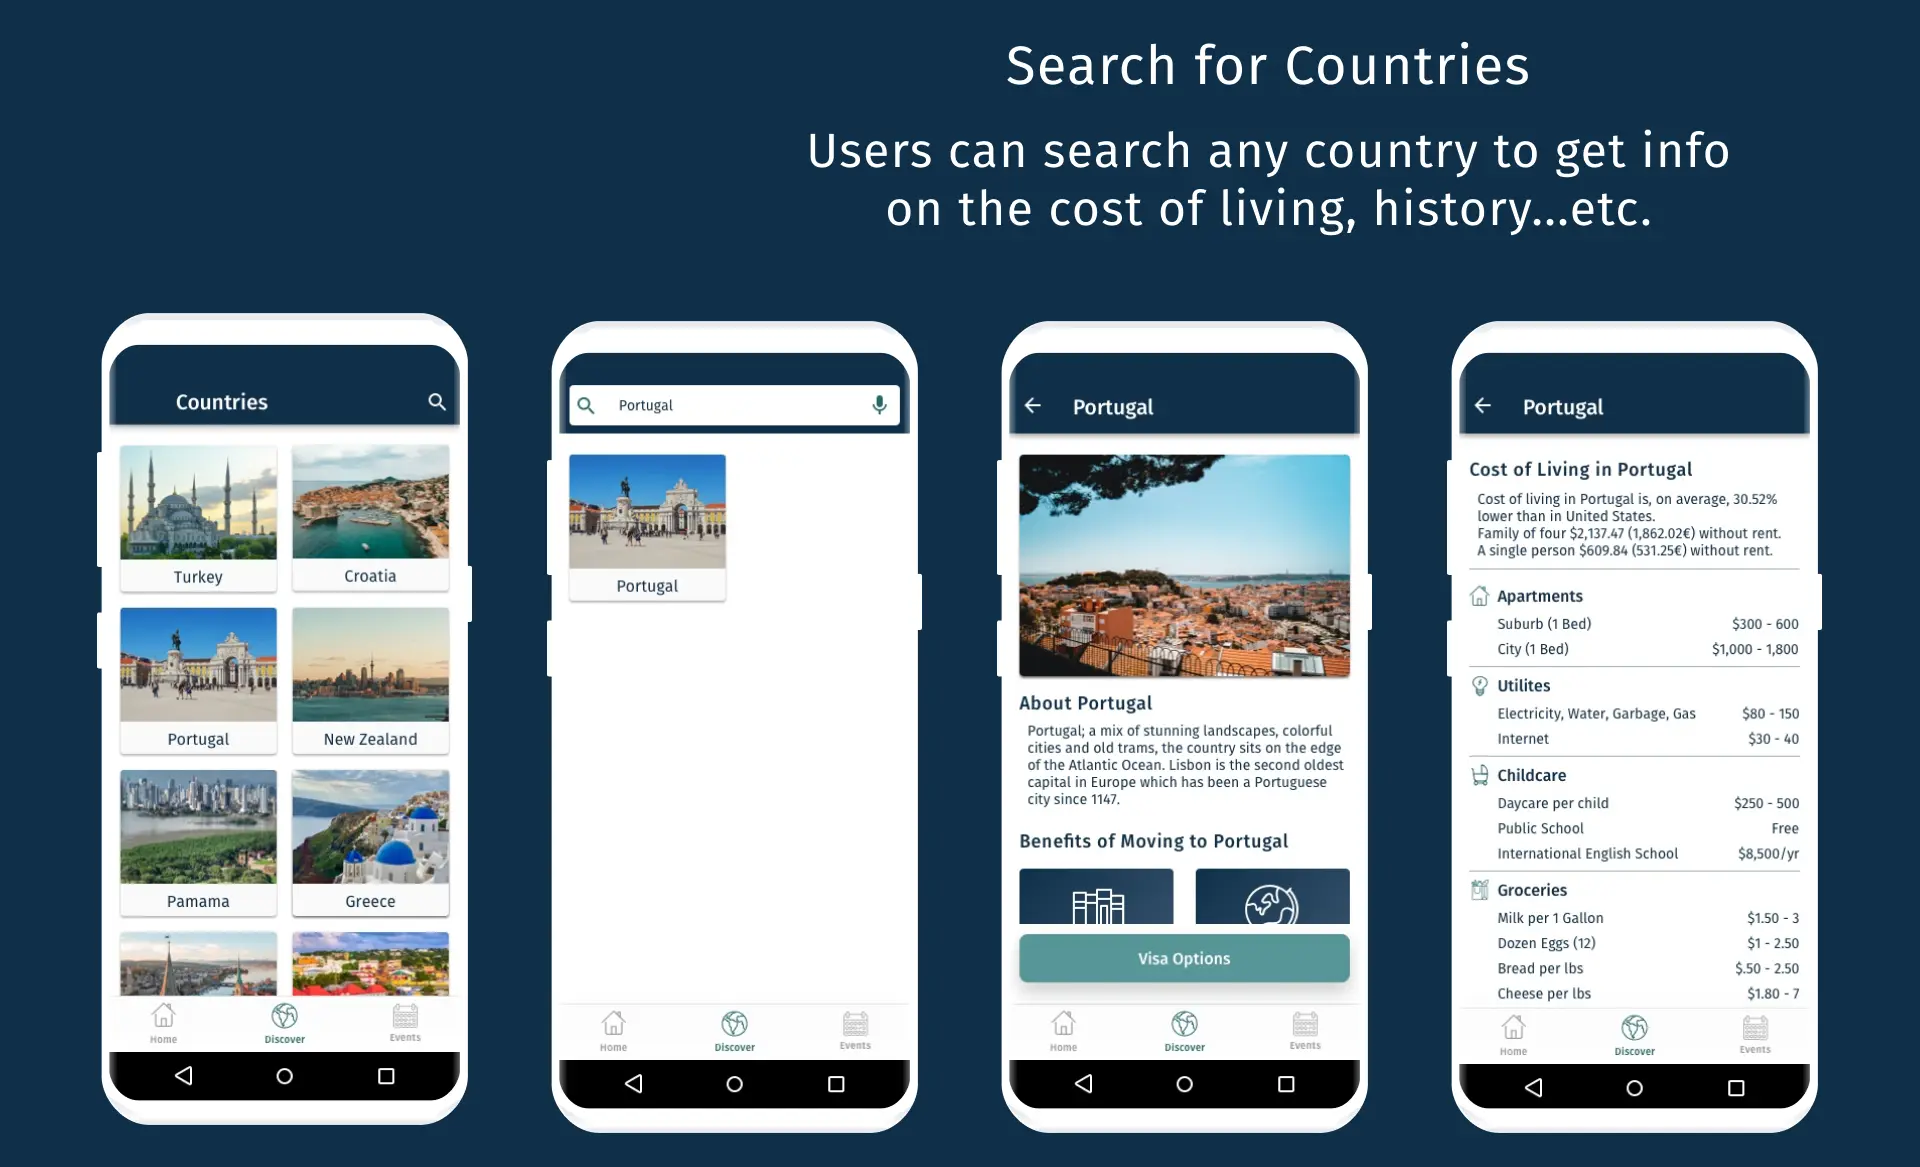 Search for Countries
Users can search any country to get info
on the cost of living, history...etc.
Countries
Turkey
Croatia
Portugal
New Zealand
Pamama
Greece
Home
Discover
Events
Portugal
Portugal
Home
Discover
Events
Portugal
About Portugal
Portugal; a mix of stunning landscapes, colorful
cities and old trams, the country sits on the edge
of the Atlantic Ocean. Lisbon is the second oldest
capital in Europe which has been a Portuguese
city since 1147.
Benefits of Moving to Portugal
Visa Options
Home
Discover
Events
Portugal
Cost of Living in Portugal
Cost of living in Portugal is, on average, 30.52%
lower than in United States.
Family of four $2,137.47 (1,862.02€) without rent.
A single person $609.84 (531.25€) without rent.
Apartments
Suburb (1 Bed) $300 - 600
City (1 Bed) $1,000 - 1,800
Utilites
Electricity, Water, Garbage, Gas $80 - 150
Internet $30 - 40
Childcare
Daycare per child $250 - 500
Public School Free
International English School $8,500/yr
Groceries
Milk per 1 Gallon $1.50 - 3
Dozen Eggs (12) $1 - 2.50
Bread per lbs $.50 - 2.50
Cheese per lbs $1.80 - 7
Home
Discover
Events